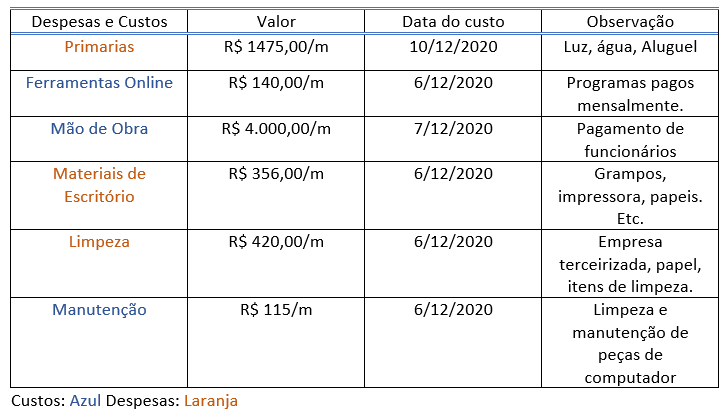 Despesas e Custos Valor Data do custo Observação
Primarias R$ 1475,00/m 10/12/2020 Luz, água, Aluguel
Ferramentas Online R$ 140,00/m 6/12/2020 Programas pagos
mensalmente.
Mão de Obra R$ 4.000,00/m 7/12/2020 Pagamento de
funcionários
Materiais de R$ 356,00/m 6/12/2020 Grampos,
Escritório impressora, papeis.
Etc.
Limpeza R$ 420,00/m 6/12/2020 Empresa
terceirizada, papel,
itens de limpeza.
Manutenção R$ 115/m 6/12/2020 Limpeza e
manutenção de
peças de
computador
Custos: Azul Despesas: Laranja